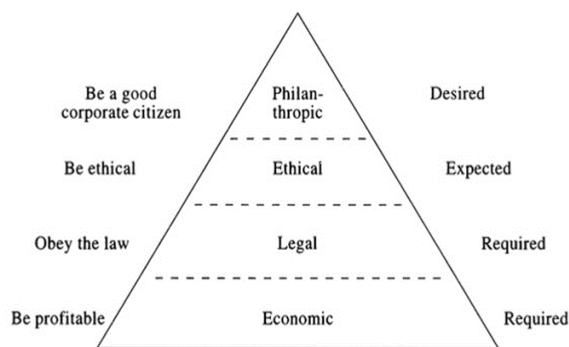 Be a good
corporate citizen
Philan-
thropic
Desired
Be ethical
Ethical
Expected
Obey the law
Legal
Required
Be profitable
Economic
Required